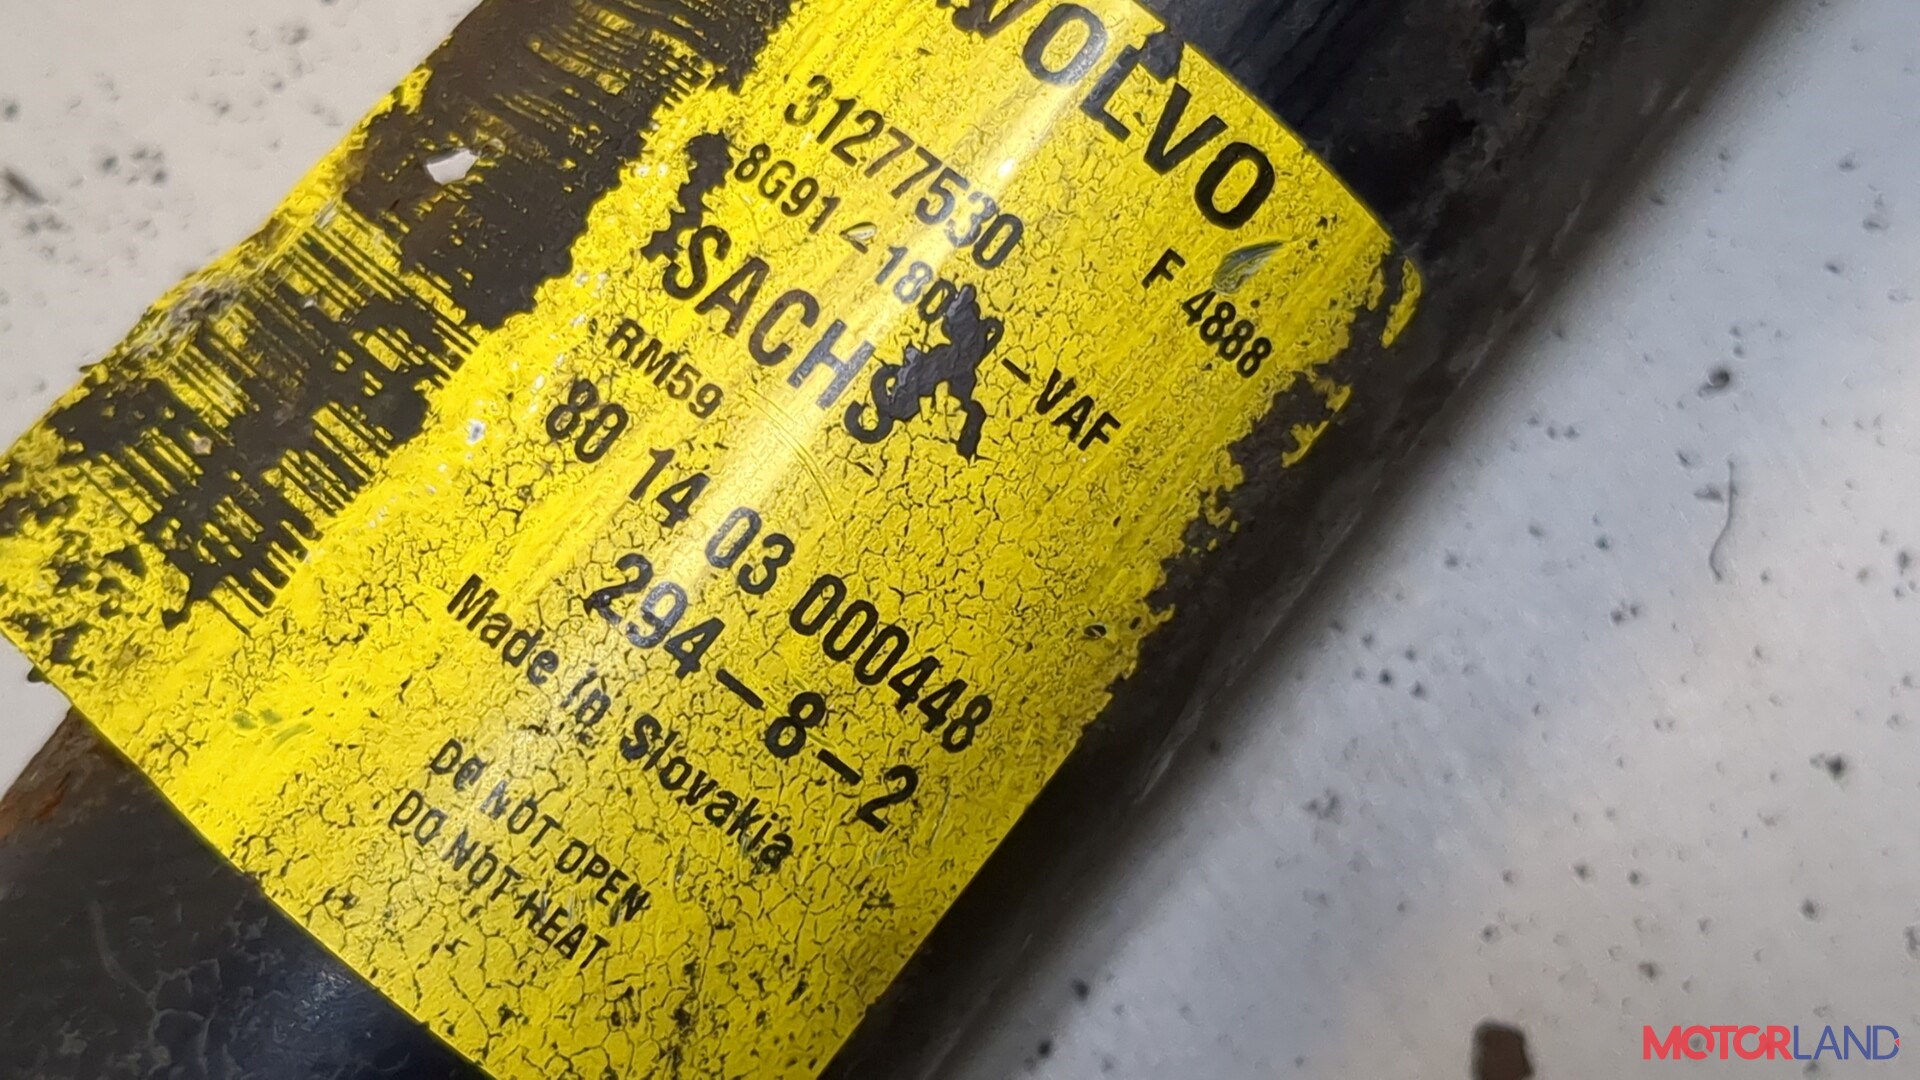 VOLVO
31277530
F 4888
8G91-180 -VAF
SACHS
RM59
80 14 03 000448
294-8-2
Made in Slovakia
DO NOT OPEN
DO NOT HEAT
MOTORLAND